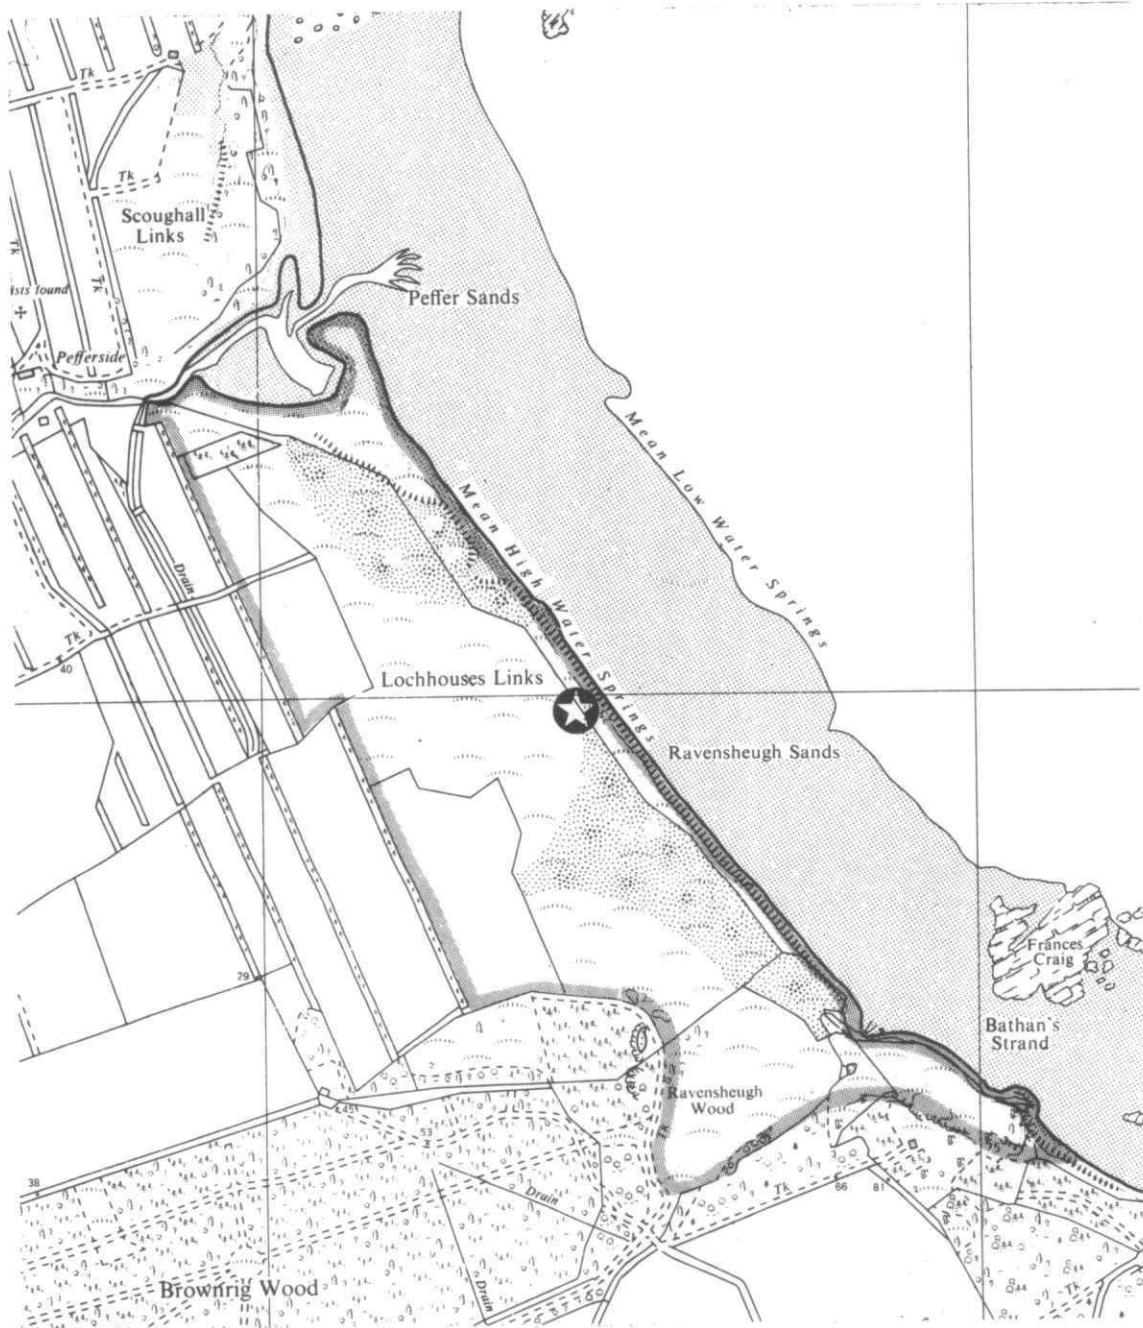 Tk
Tk
Scoughall
Links
Tk
Tk
ists found
Peffer Sands
Pefferside
Mean Low Water Springs
Mean High Water Springs
Drain
Tk
40
Lochhouses Links
Ravensheugh Sands
Frances
Craig
29
Bathan's
Strand
Ravensheugh
Wood
45
53
Tk
38
Drain
Tk
66
81
Brownrig Wood
Drain
Tk